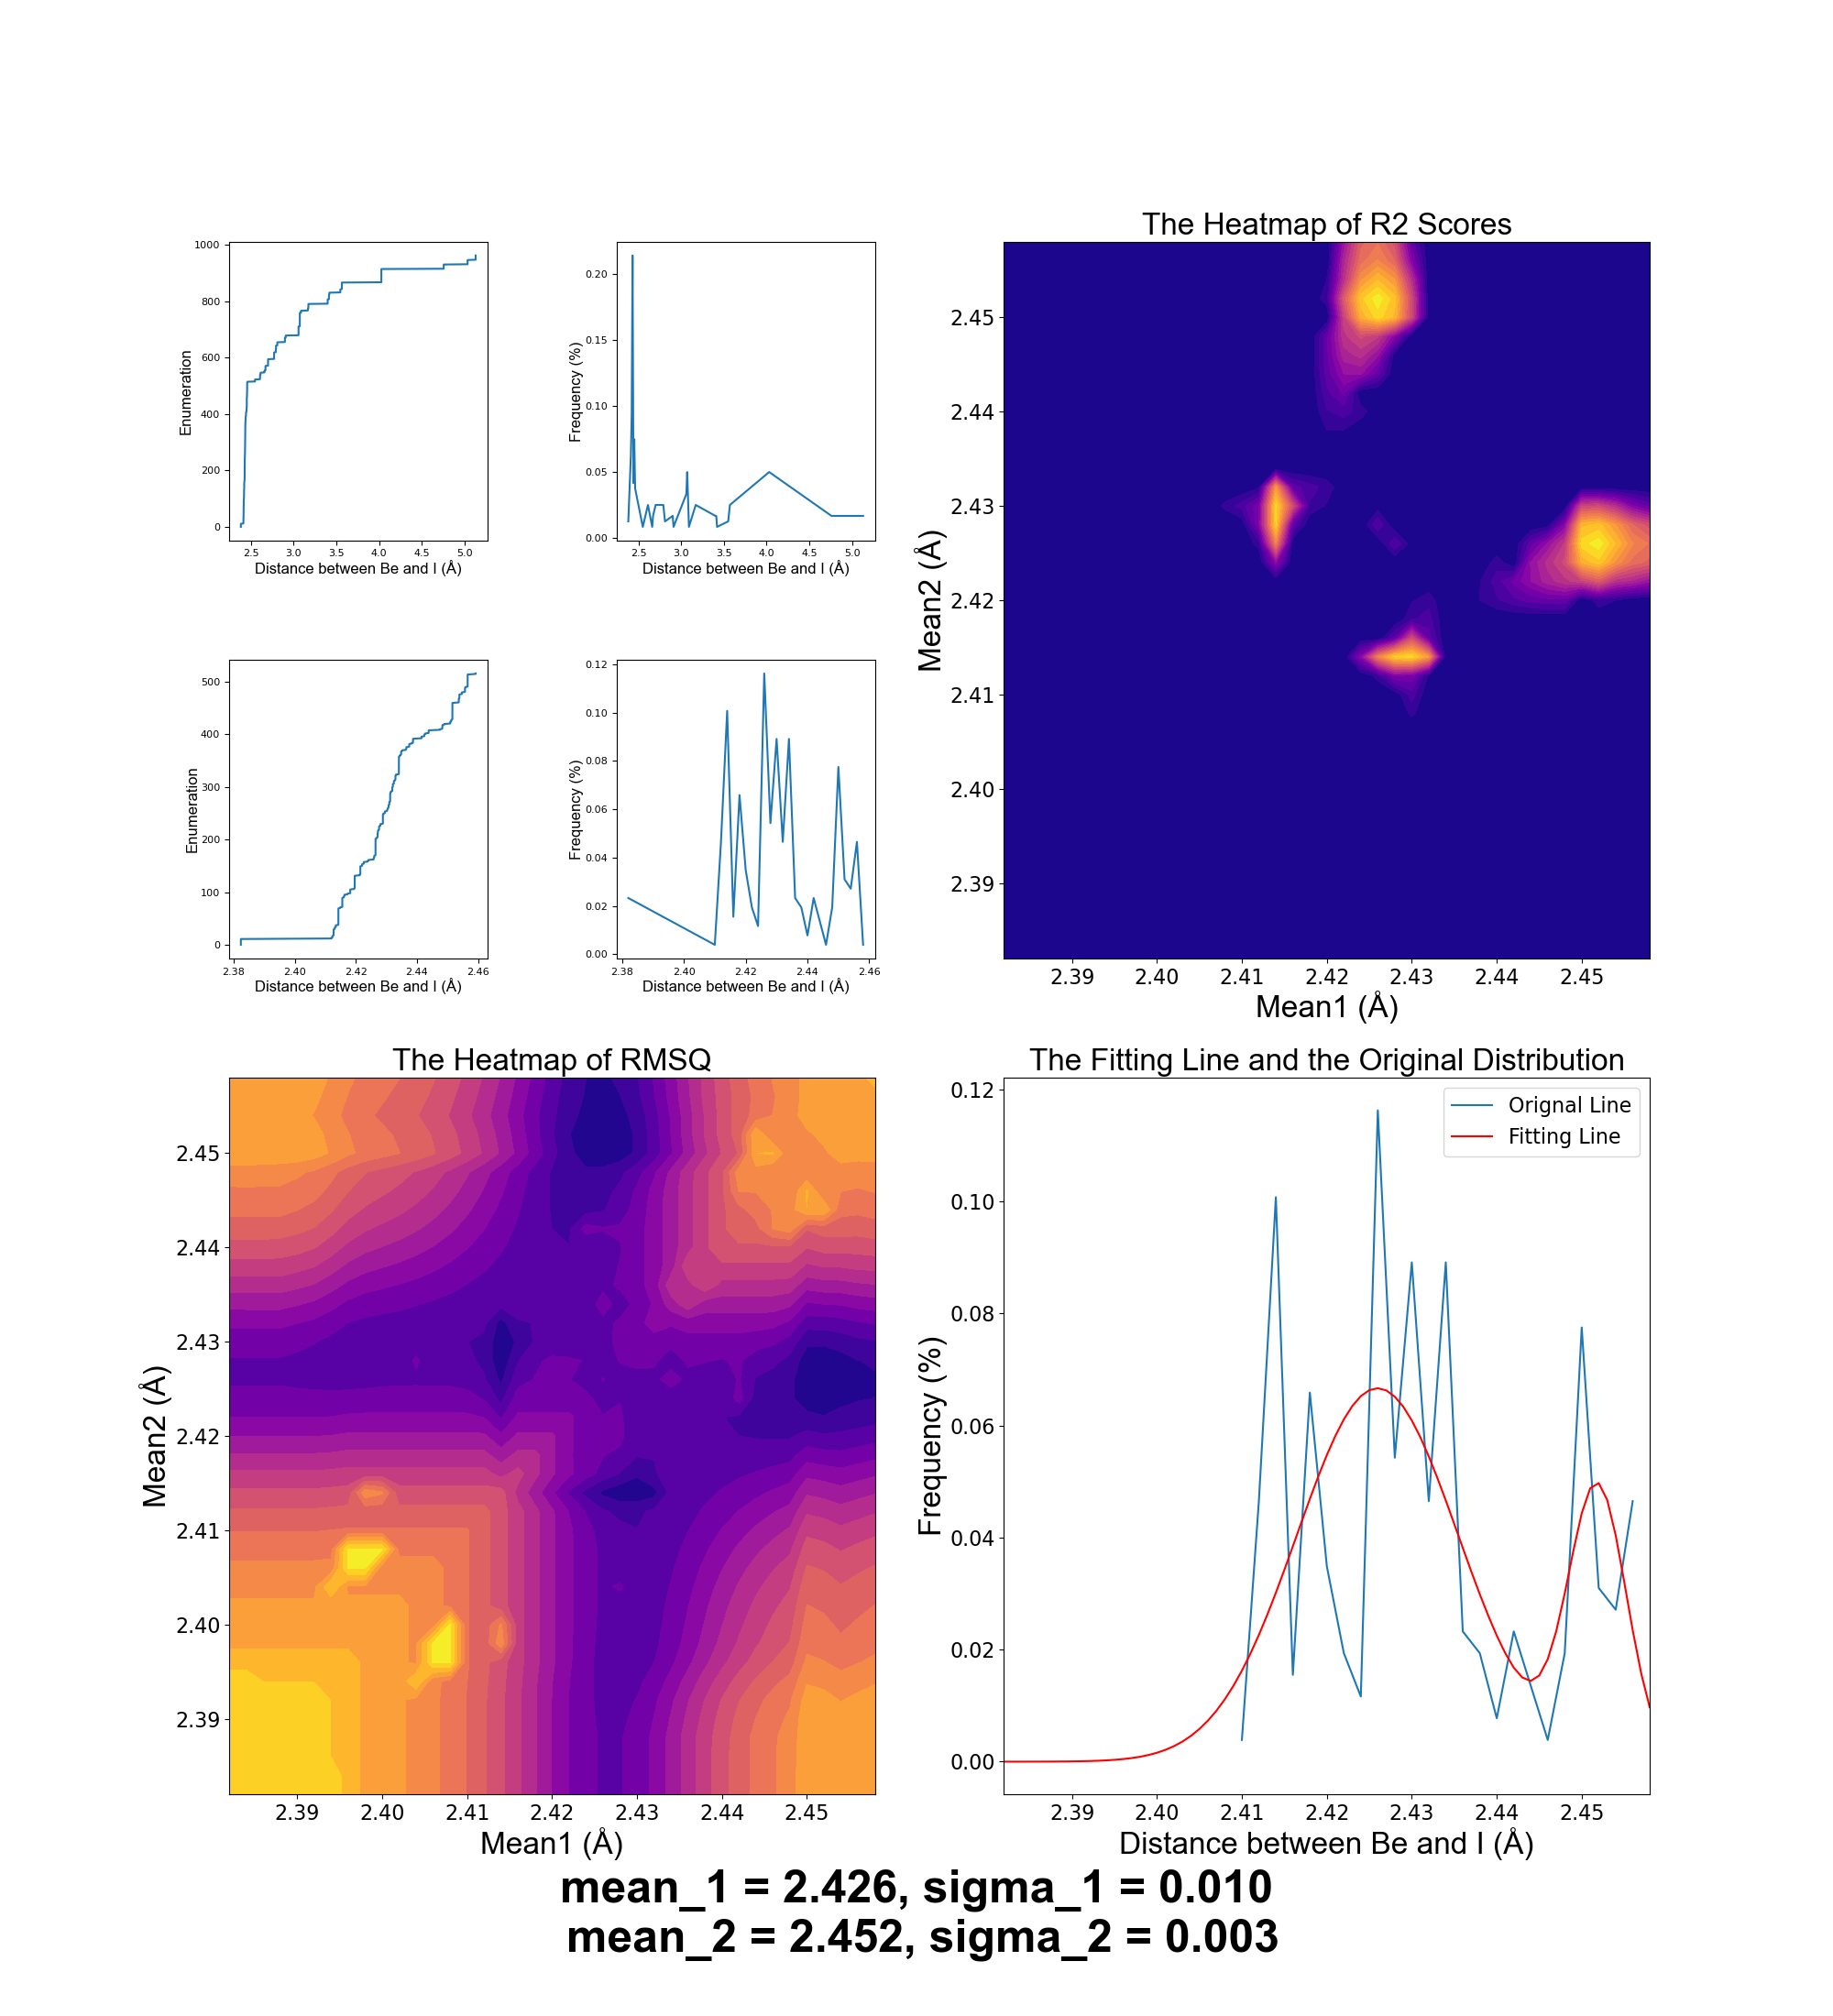 1000
800
600
400
200
0
Enumeration
2.5 3.0 3.5 4.0 4.5 5.0
Distance between Be and I (Å)
0.20
0.15
0.10
0.05
0.00
Frequency (%)
2.5 3.0 3.5 4.0 4.5 5.0
Distance between Be and I (Å)
The Heatmap of R2 Scores
2.45
2.44
2.43
2.42
2.41
2.40
2.39
Mean2 (Å)
2.39 2.40 2.41 2.42 2.43 2.44 2.45
Mean1 (Å)
500
400
300
200
100
0
Enumeration
2.38 2.40 2.42 2.44 2.46
Distance between Be and I (Å)
0.12
0.10
0.08
0.06
0.04
0.02
0.00
Frequency (%)
2.38 2.40 2.42 2.44 2.46
Distance between Be and I (Å)
The Heatmap of RMSQ
2.45
2.44
2.43
2.42
2.41
2.40
2.39
Mean2 (Å)
2.39 2.40 2.41 2.42 2.43 2.44 2.45
Mean1 (Å)
The Fitting Line and the Original Distribution
Orignal Line
Fitting Line
0.12
0.10
0.08
0.06
0.04
0.02
0.00
Frequency (%)
2.39 2.40 2.41 2.42 2.43 2.44 2.45
Distance between Be and I (Å)
mean_1 = 2.426, sigma_1 = 0.010
mean_2 = 2.452, sigma_2 = 0.003